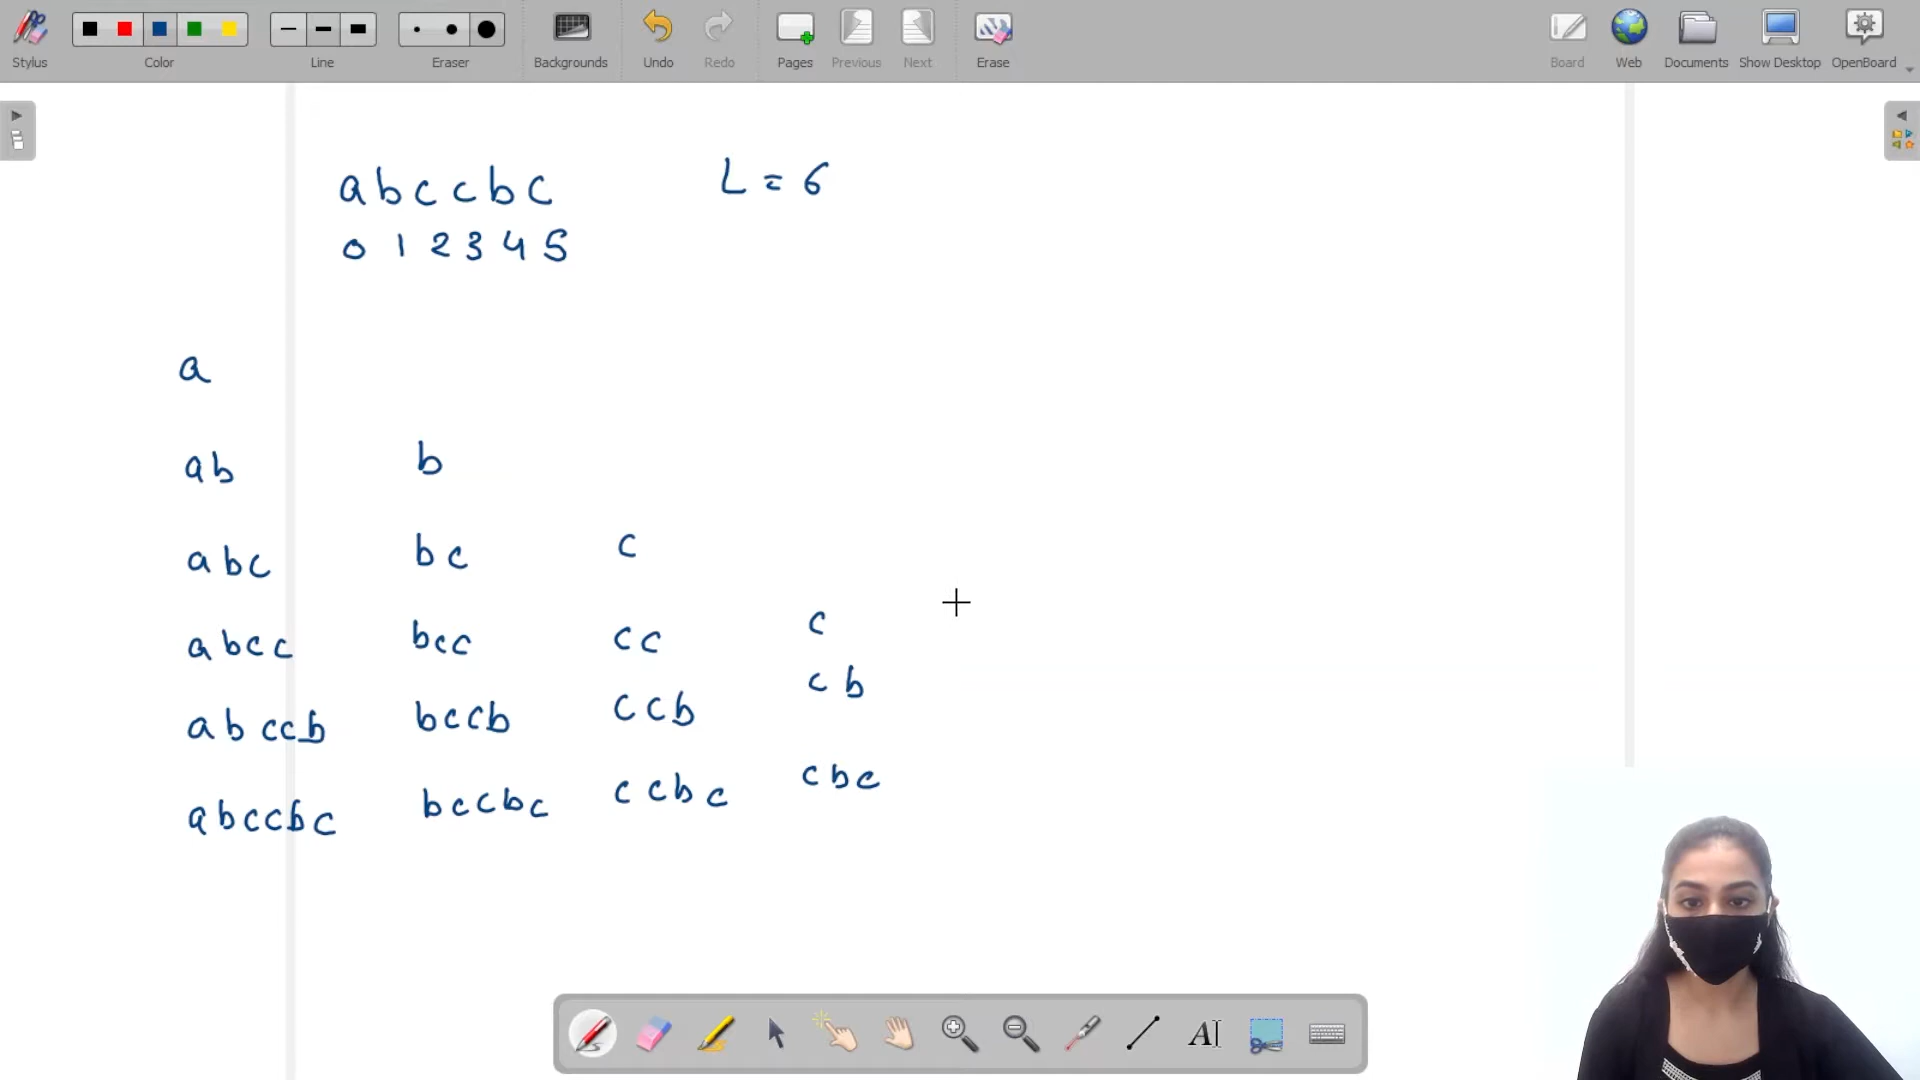 Stylus Color Line Eraser Backgrounds Undo Redo Pages Previous Next Erase Board Web Documents Show Desktop OpenBoard
abccbc L = 6
0 1 2 3 4 5
a
ab b
abc bc c
abcc bcc cc c
abccb bccb ccb cb
abccbc bccbc ccbc cbc
A